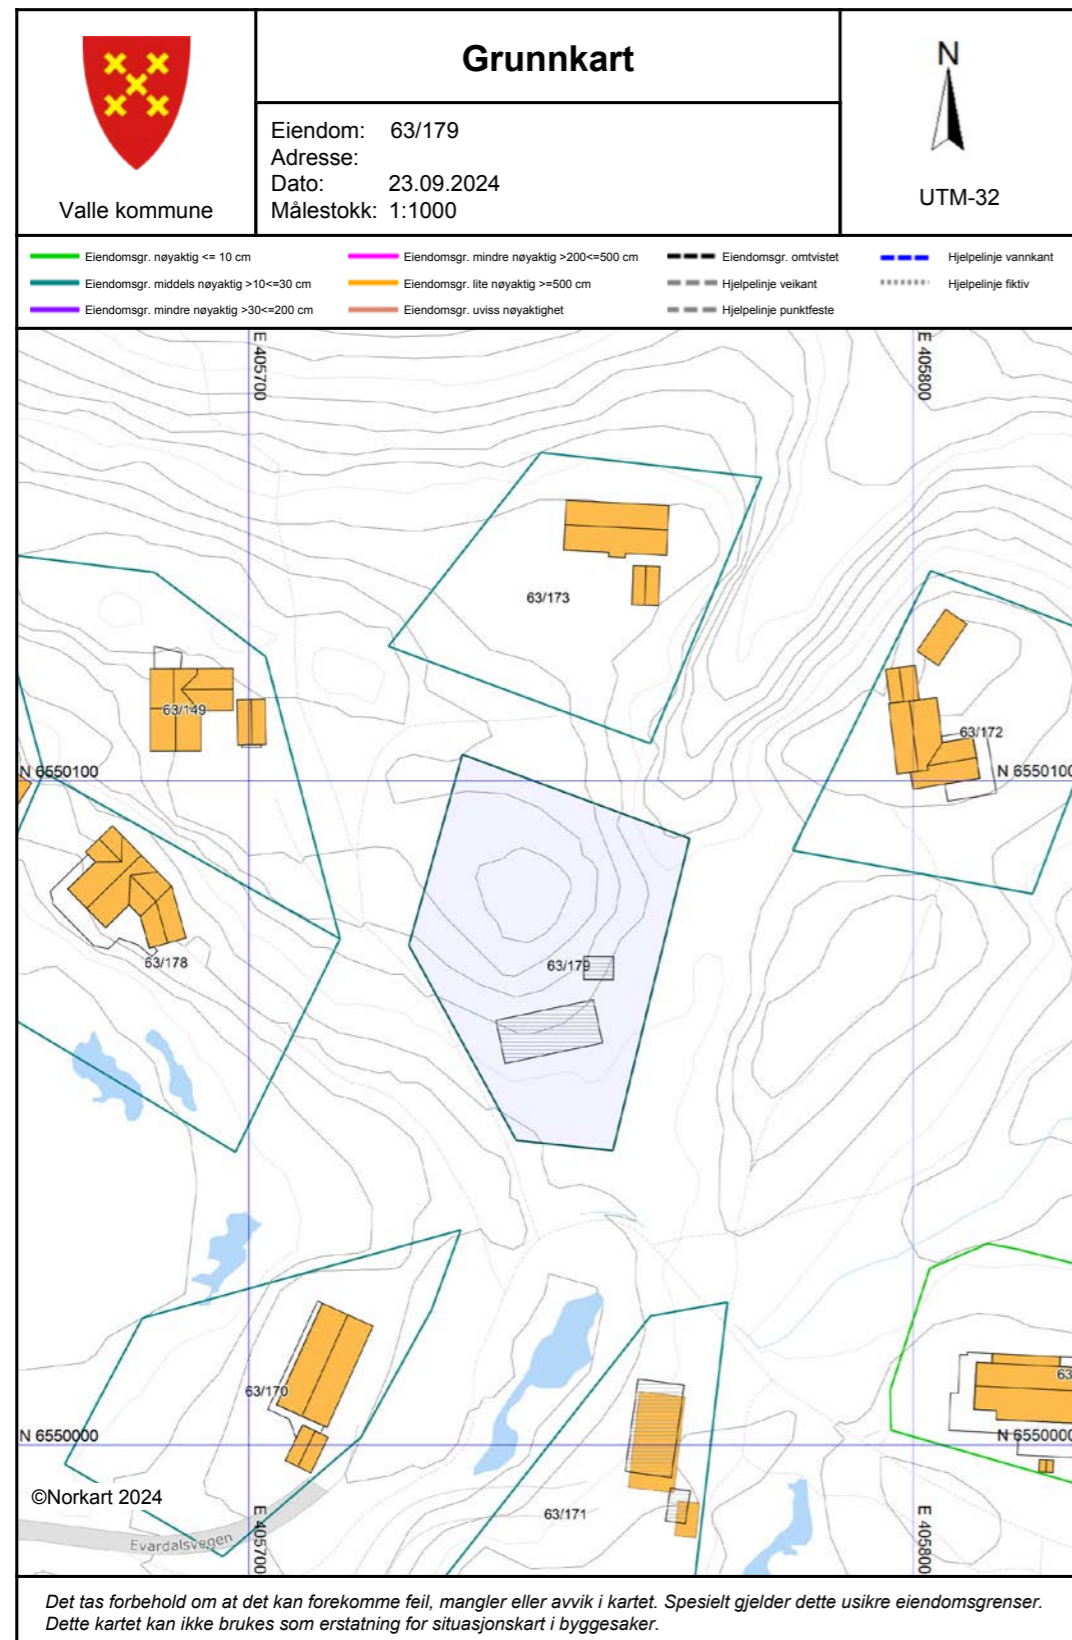 Grunnkart
Valle kommune
Eiendom: 63/179
Adresse:
Dato: 23.09.2024
Målestokk: 1:1000
N
UTM-32
Eiendomsgr. nøyaktig <= 10 cm
Eiendomsgr. middels nøyaktig >10<=30 cm
Eiendomsgr. mindre nøyaktig >30<=200 cm
Eiendomsgr. mindre nøyaktig >200<=500 cm
Eiendomsgr. lite nøyaktig >=500 cm
Eiendomsgr. uviss nøyaktighet
Eiendomsgr. omtvistet
Hjelpelinje veikant
Hjelpelinje punktfeste
Hjelpelinje vannkant
Hjelpelinje fiktiv
E 405700
E 405800
63/173
63/149
63/172
N 6550100
N 6550100
63/178
63/179
63/170
63
N 6550000
N 6550000
©Norkart 2024
63/171
Evardalsvegen
E 405700
E 405800
Det tas forbehold om at det kan forekomme feil, mangler eller avvik i kartet. Spesielt gjelder dette usikre eiendomsgrenser.
Dette kartet kan ikke brukes som erstatning for situasjonskart i byggesaker.